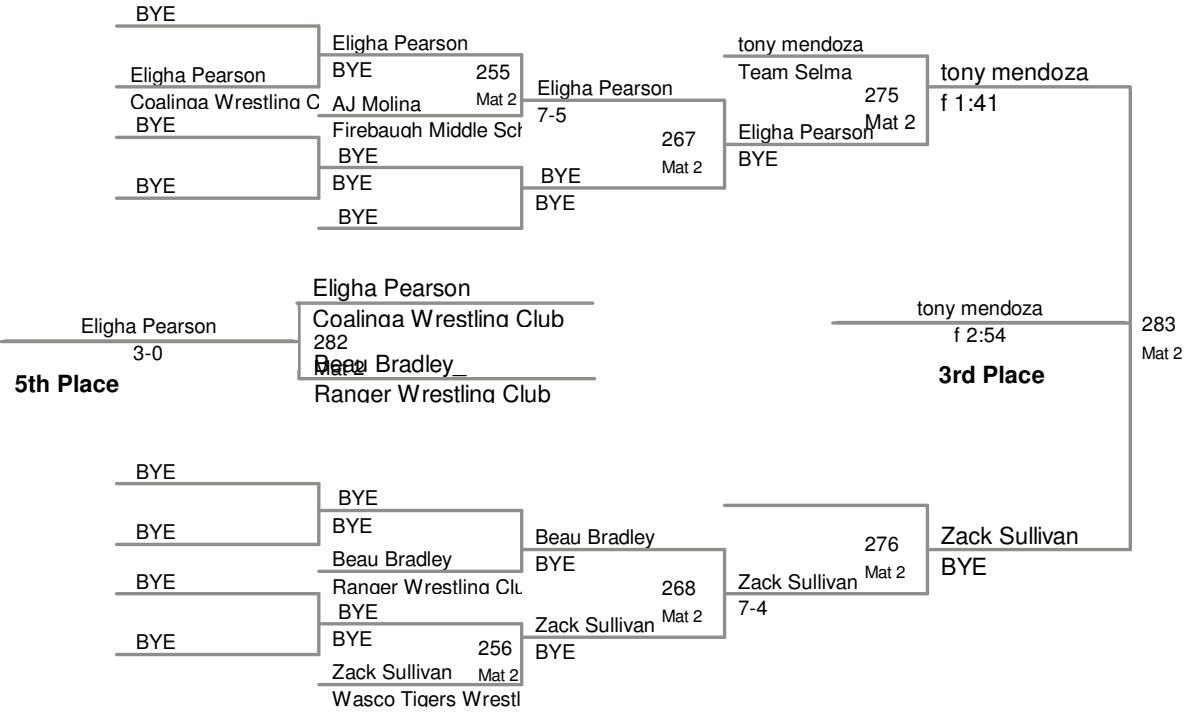 BYE
Eligha Pearson
Coalinga Wrestling C
BYE
BYE
Eligha Pearson
BYE
AJ Molina
Firebaugh Middle Sch
255
Mat 2
BYE
BYE
BYE
Eligha Pearson
7-5
BYE
BYE
267
Mat 2
tony mendoza
Team Selma
Eligha Pearson
BYE
275
Mat 2
tony mendoza
f 1:41
Eligha Pearson
3-0
5th Place
Eligha Pearson
Coalinga Wrestling Club
282
Mat 2
Beau Bradley_
Ranger Wrestling Club
tony mendoza
f 2:54
3rd Place
283
Mat 2
BYE
BYE
BYE
BYE
BYE
BYE
Beau Bradley
Ranger Wrestling Clu
BYE
BYE
Zack Sullivan
Wasco Tigers Wrestl
256
Mat 2
Beau Bradley
BYE
Zack Sullivan
BYE
268
Mat 2
Zack Sullivan
7-4
276
Mat 2
Zack Sullivan
BYE